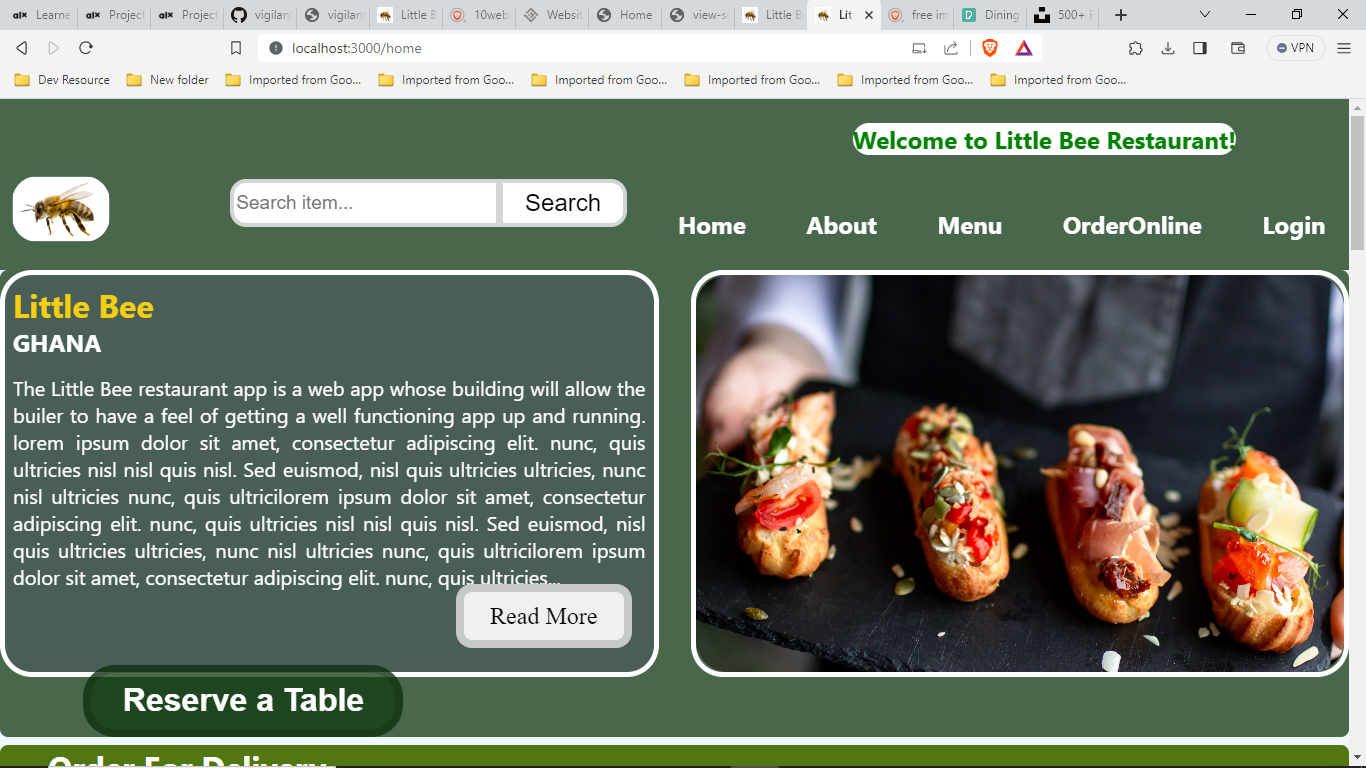 Learne
Project
Project
vigilan
vigilan
Little B
10web
Websit
Home
view-so
Little B
Lit
free im
Dining
500+ F
localhost:3000/home
VPN
Dev Resource
New folder
Imported from Goo...
Imported from Goo...
Imported from Goo...
Imported from Goo...
Imported from Goo...
Imported from Goo...
Welcome to Little Bee Restaurant!
Search item...
Search
Home
About
Menu
OrderOnline
Login
Little Bee
GHANA
The Little Bee restaurant app is a web app whose building will allow the
builer to have a feel of getting a well functioning app up and running.
lorem ipsum dolor sit amet, consectetur adipiscing elit. nunc, quis
ultricies nisl nisl quis nisl. Sed euismod, nisl quis ultricies ultricies, nunc
nisl ultricies nunc, quis ultricilorem ipsum dolor sit amet, consectetur
adipiscing elit. nunc, quis ultricies nisl nisl quis nisl. Sed euismod, nisl
quis ultricies ultricies, nunc nisl ultricies nunc, quis ultricilorem ipsum
dolor sit amet, consectetur adipiscing elit. nunc, quis ultricies...
Read More
Reserve a Table
Order For Delivery